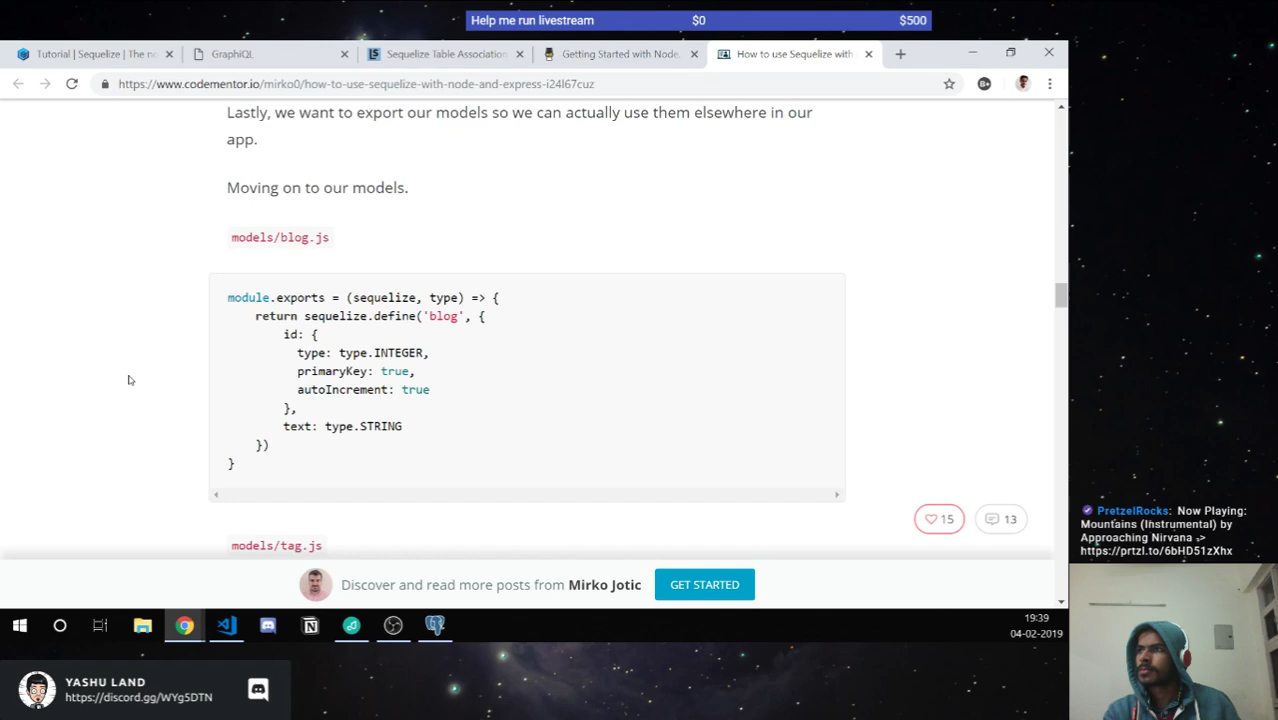 Help me run livestream $0 $500
Tutorial | Sequelize | The no
GraphiQL
Sequelize Table Association
Getting Started with Node.
How to use Sequelize with
https://www.codementor.io/mirko0/how-to-use-sequelize-with-node-and-express-i24l67cuz
Lastly, we want to export our models so we can actually use them elsewhere in our
app.
Moving on to our models.
models/blog.js
module.exports = (sequelize, type) => {
return sequelize.define('blog', {
id: {
type: type.INTEGER,
primaryKey: true,
autoIncrement: true
},
text: type.STRING
})
}
15
13
models/tag.js
Discover and read more posts from Mirko Jotic
GET STARTED
PretzelRocks: Now Playing:
Mountains (Instrumental) by
Approaching Nirvana ->
https://prtzl.to/6bHD51zXhx
19:39
04-02-2019
YASHU LAND
https://discord.gg/WYg5DTN